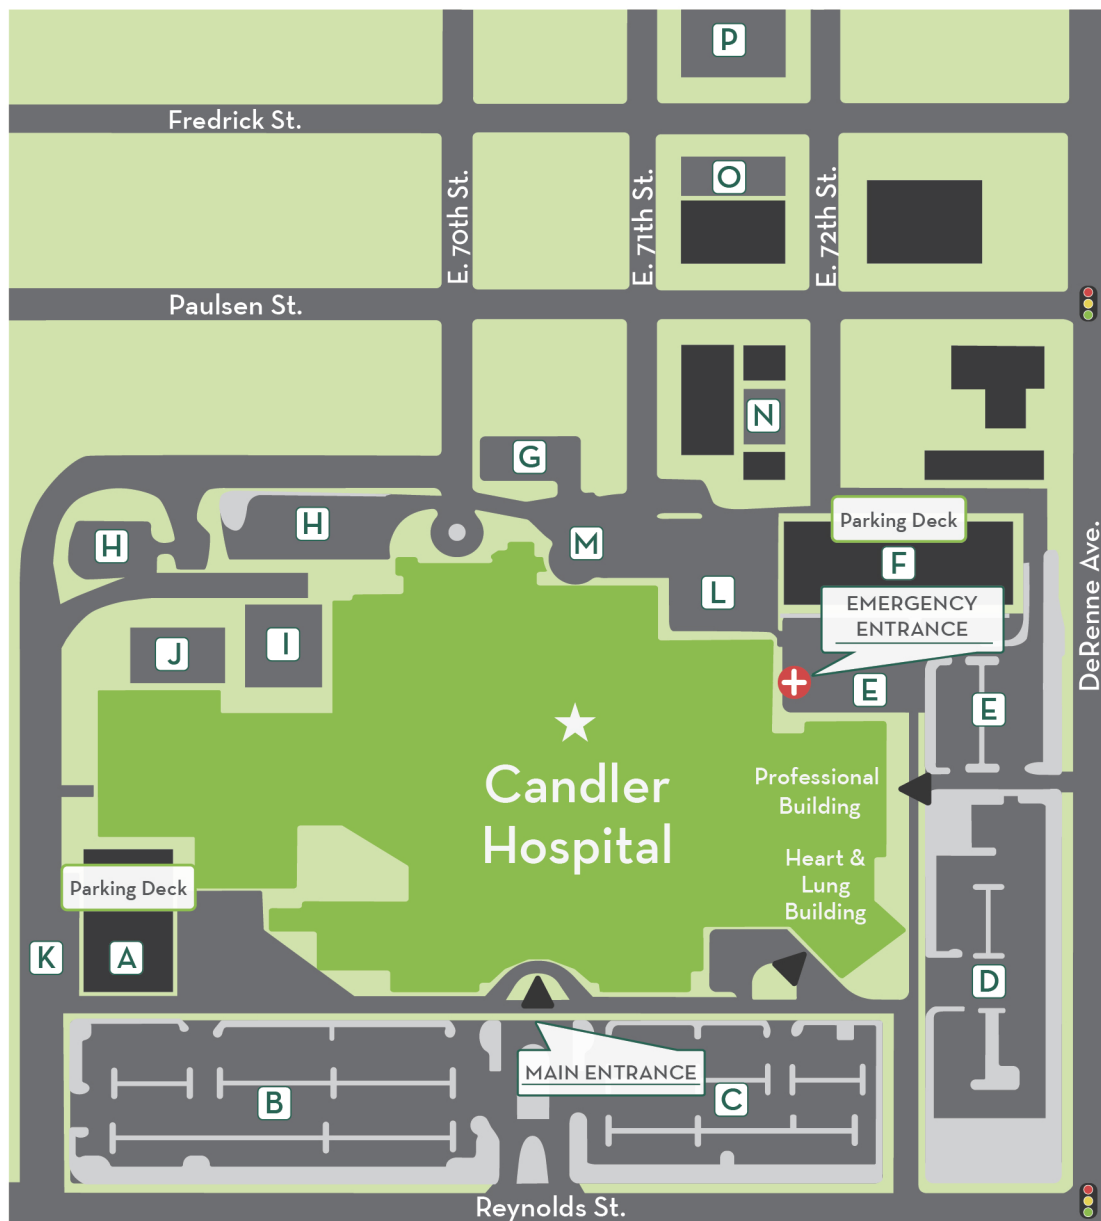 P
Fredrick St.
O
E. 70th St.
E. 71th St.
E. 72th St.
Paulsen St.
N
G
H
H
M
Parking Deck
F
L
EMERGENCY
ENTRANCE
DeRenne Ave.
J
I
E
E
Candler
Hospital
Professional
Building
Heart &
Lung
Building
Parking Deck
K
A
D
MAIN ENTRANCE
B
C
Reynolds St.